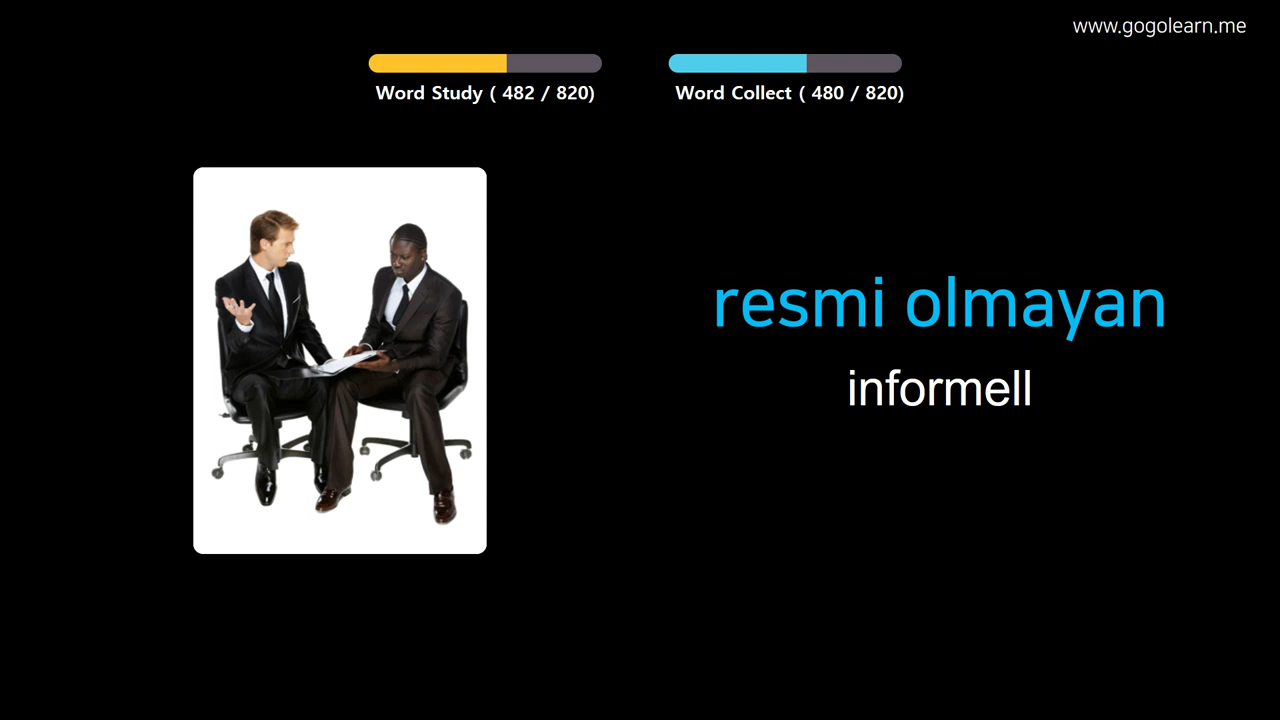 www.gogolearn.me
Word Study ( 482 / 820)
Word Collect ( 480 / 820)
resmi olmayan
informell